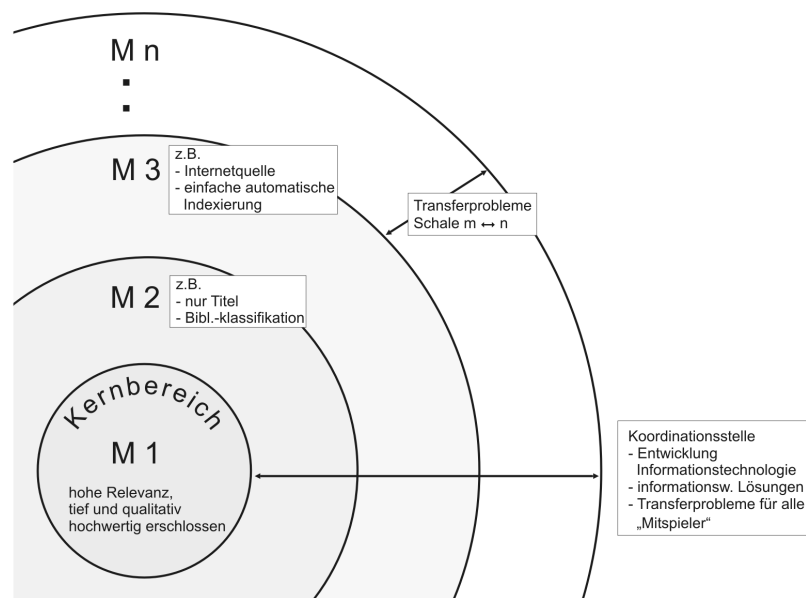 M n
M 3
z.B.
- Internetquelle
- einfache automatische
Indexierung
Transferprobleme
Schale m ↔ n
M 2
z.B.
- nur Titel
- Bibl.-klassifikation
Kernbereich
M 1
hohe Relevanz,
tief und qualitativ
hochwertig erschlossen
Koordinationsstelle
- Entwicklung
Informationstechnologie
- informationsw. Lösungen
- Transferprobleme für alle
„Mitspieler“